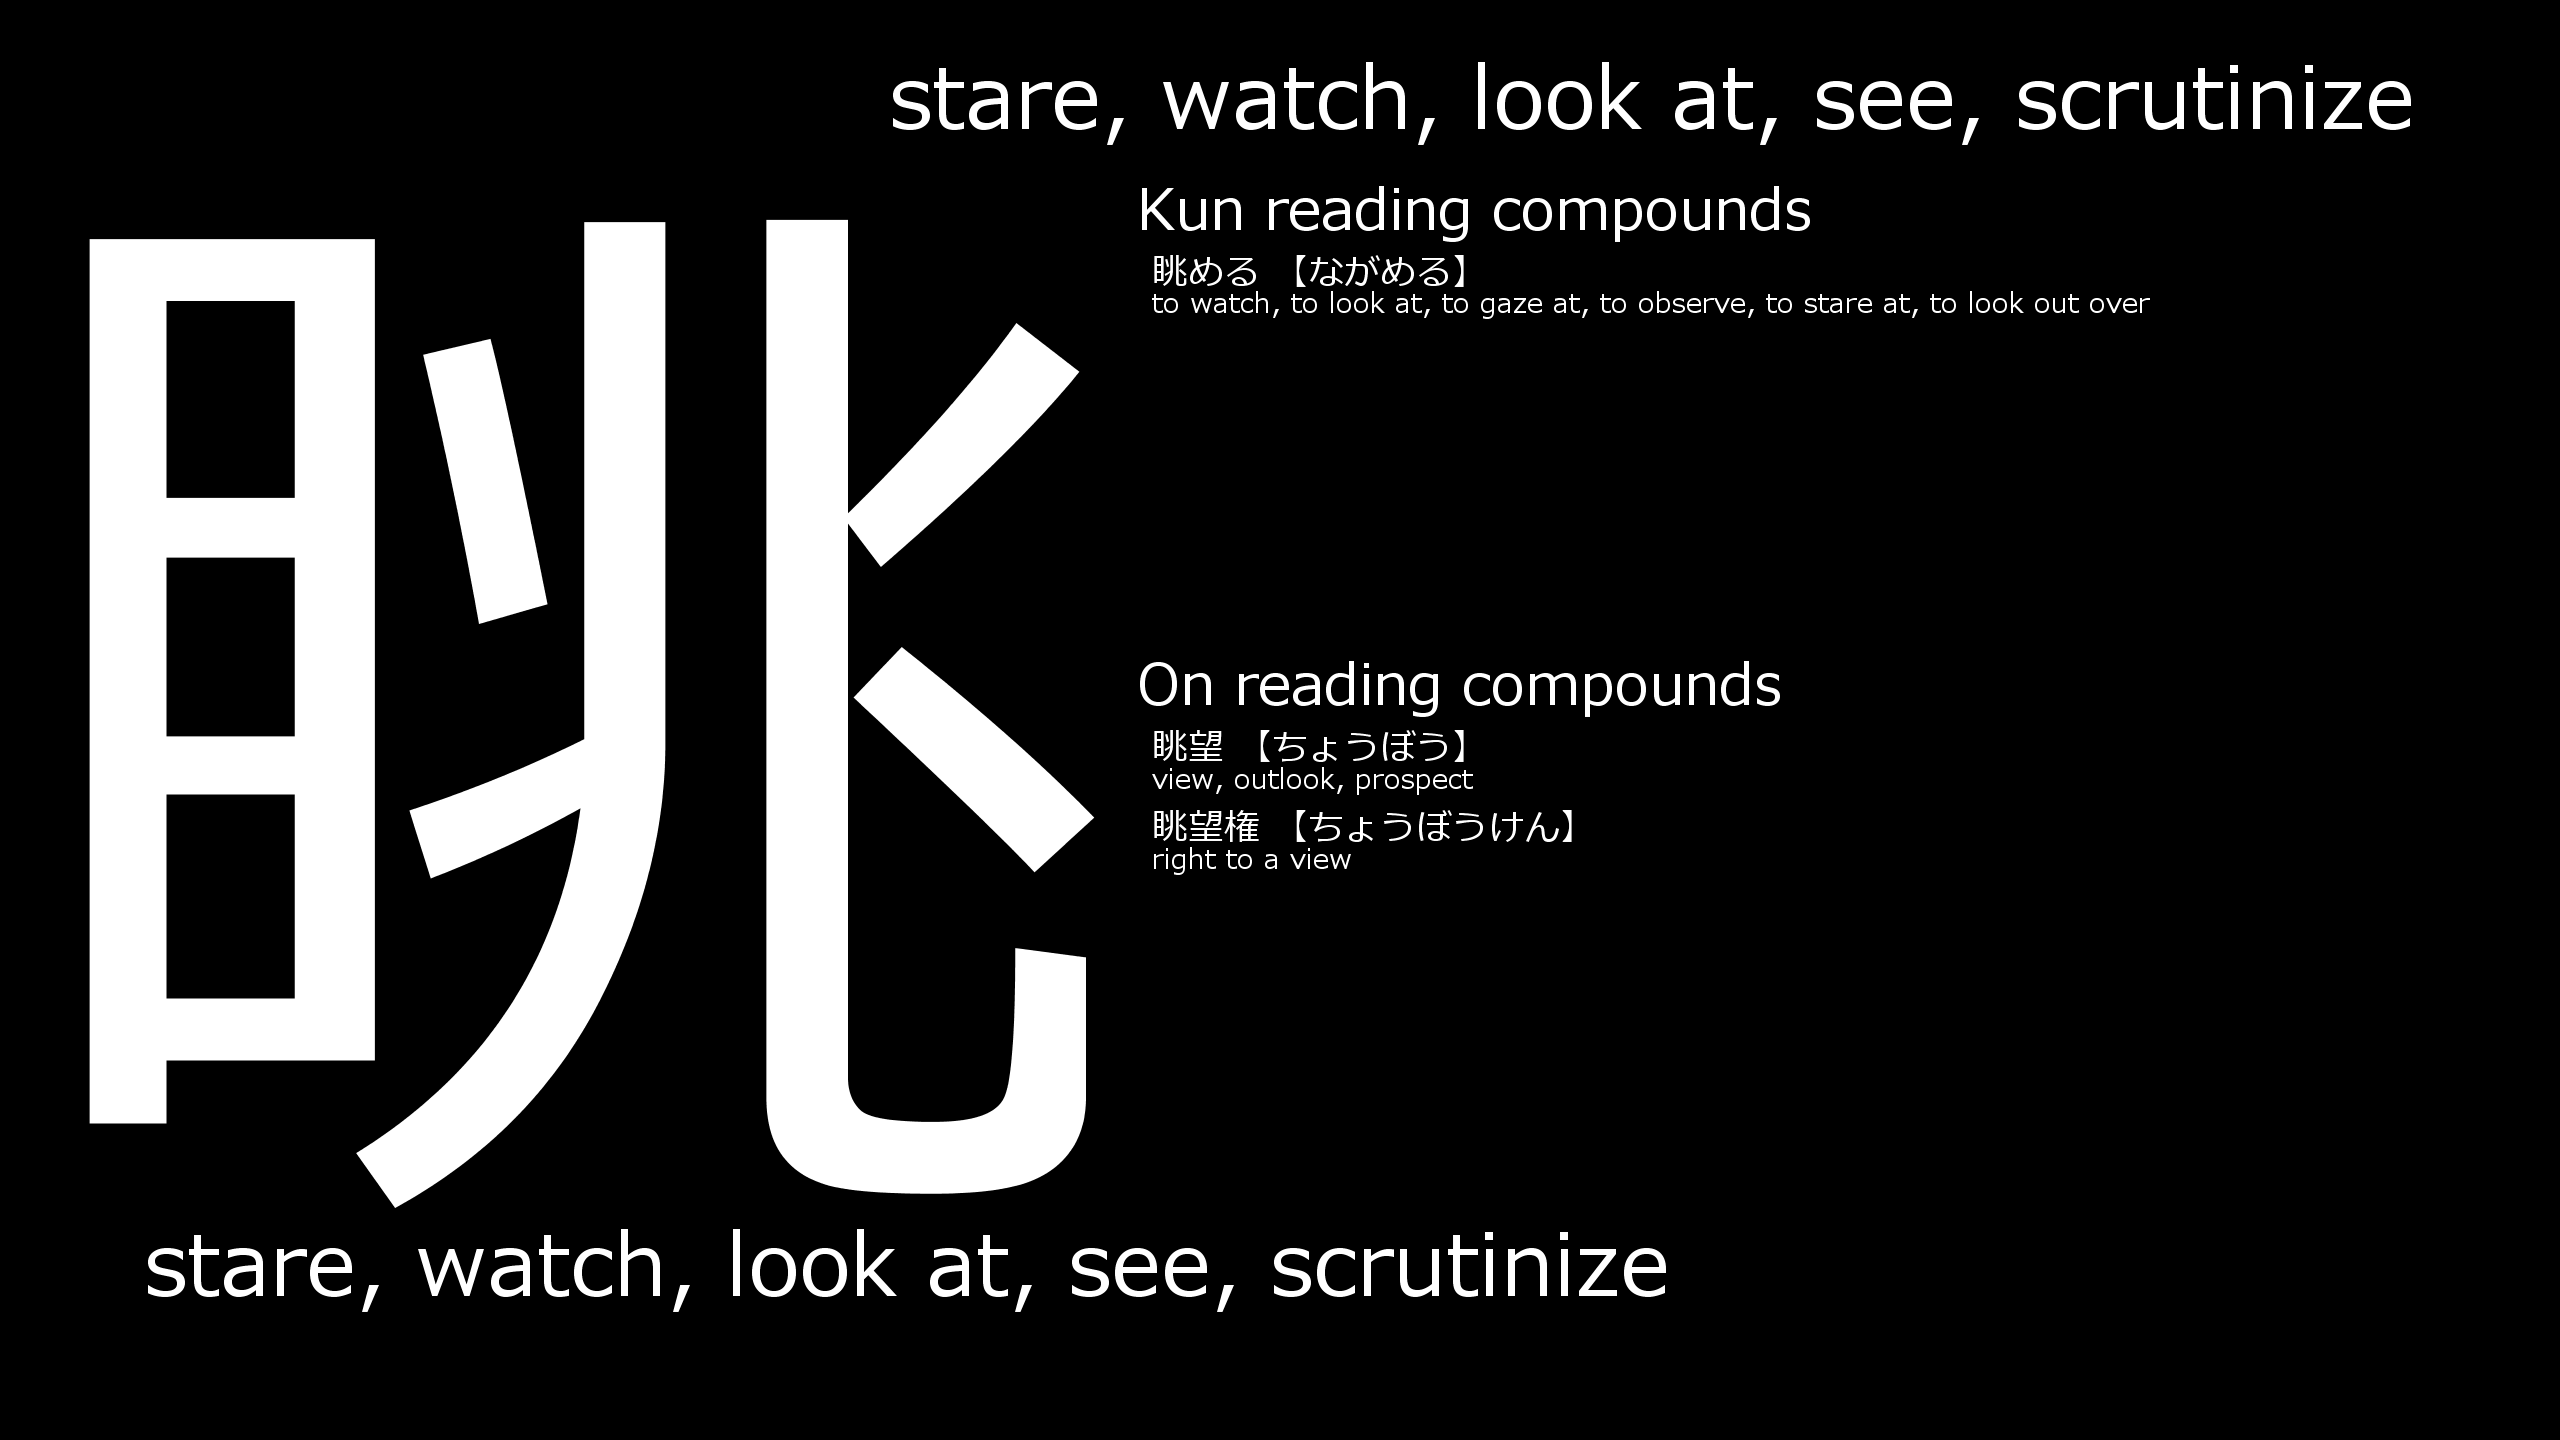 stare, watch, look at, see, scrutinize
眺
Kun reading compounds
眺める 【ながめる】
to watch, to look at, to gaze at, to observe, to stare at, to look out over
On reading compounds
眺望 【ちょうぼう】
view, outlook, prospect
眺望権 【ちょうぼうけん】
right to a view
stare, watch, look at, see, scrutinize